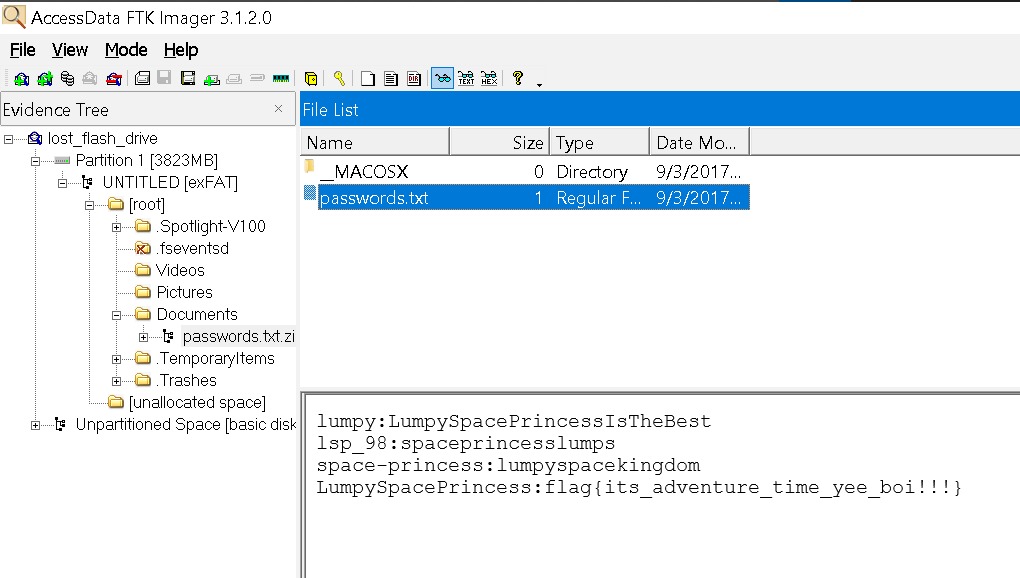 AccessData FTK Imager 3.1.2.0
File View Mode Help
TEXT HEX
Evidence Tree ×
lost_flash_drive
Partition 1 [3823MB]
UNTITLED [exFAT]
[root]
.Spotlight-V100
.fseventsd
Videos
Pictures
Documents
passwords.txt.zi
.TemporaryItems
.Trashes
[unallocated space]
Unpartitioned Space [basic disk
File List
Name Size Type Date Mo...
__MACOSX 0 Directory 9/3/2017...
passwords.txt 1 Regular F... 9/3/2017...
lumpy:LumpySpacePrincessIsTheBest
lsp_98:spaceprincesslumps
space-princess:lumpyspacekingdom
LumpySpacePrincess:flag{its_adventure_time_yee_boi!!!}